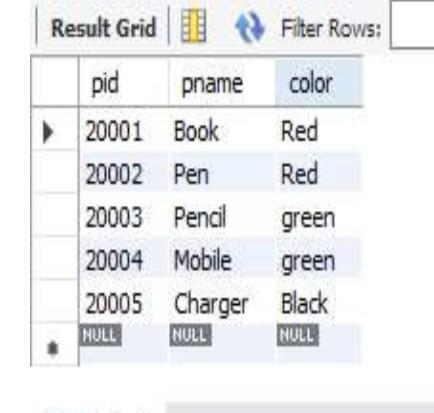 Result Grid Filter Rows:
pid pname color
20001 Book Red
20002 Pen Red
20003 Pencil green
20004 Mobile green
20005 Charger Black
NULL NULL NULL